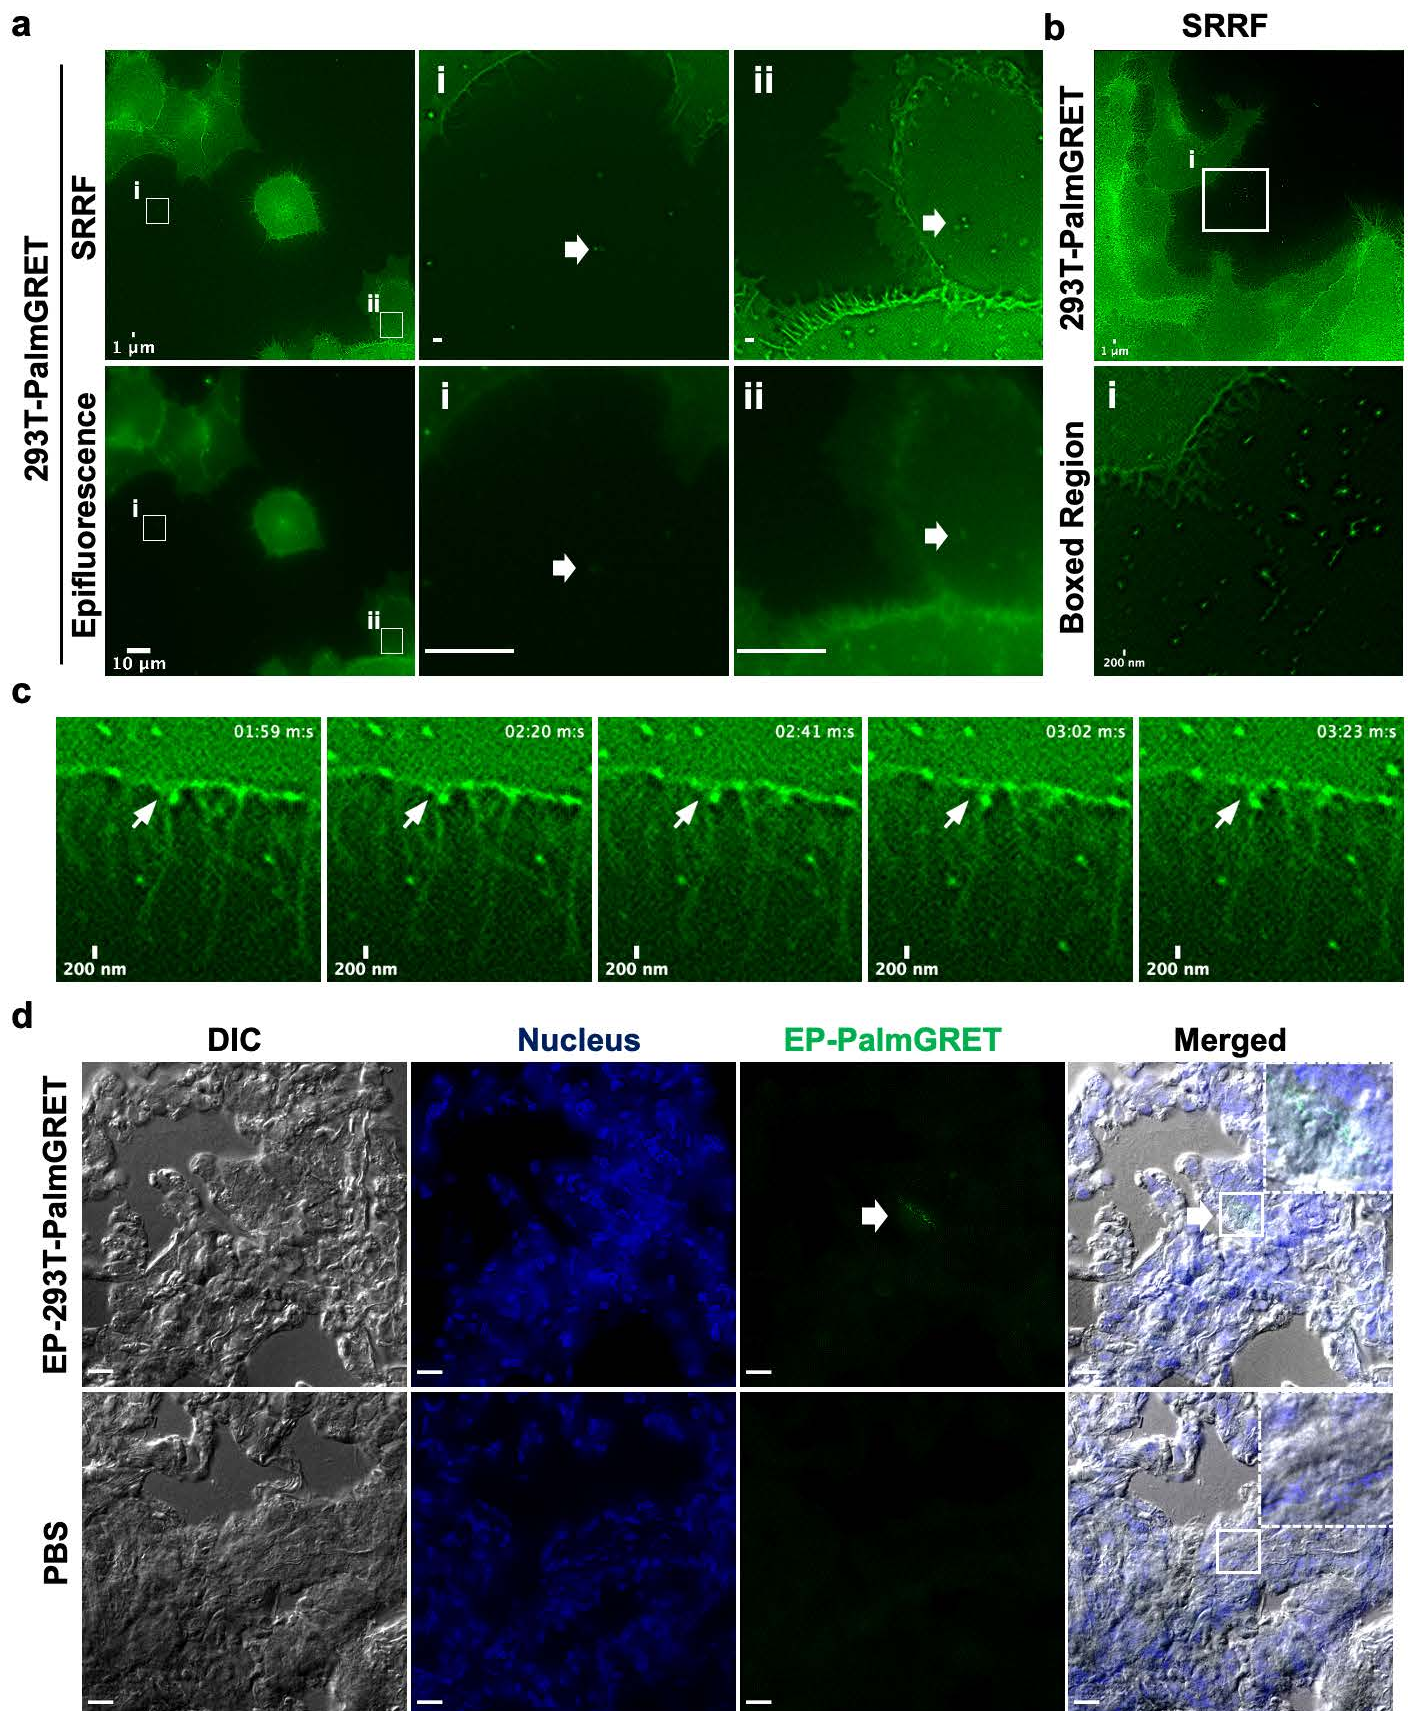 a
b
SRRF
293T-PalmGRET
SRRF
i
ii
1 µm
i
ii
293T-PalmGRET
i
1 µm
Epifluorescence
i
ii
10 µm
i
ii
Boxed Region
i
200 nm
c
01:59 m:s
02:20 m:s
02:41 m:s
03:02 m:s
03:23 m:s
200 nm
200 nm
200 nm
200 nm
200 nm
d
DIC
Nucleus
EP-PalmGRET
Merged
EP-293T-PalmGRET
PBS